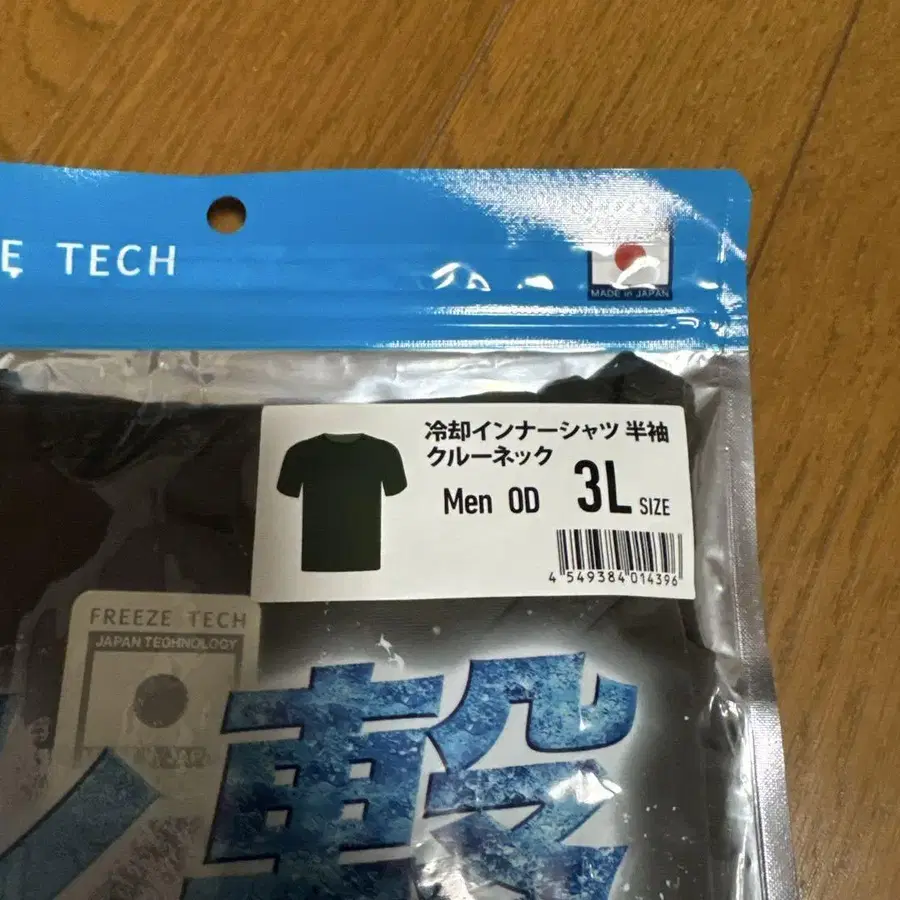 E TECH
MADE in JAPAN
冷却インナーシャツ 半袖
クルーネック
Men OD 3L SIZE
4 549384 014396
FREEZE TECH
JAPAN TECHNOLOGY